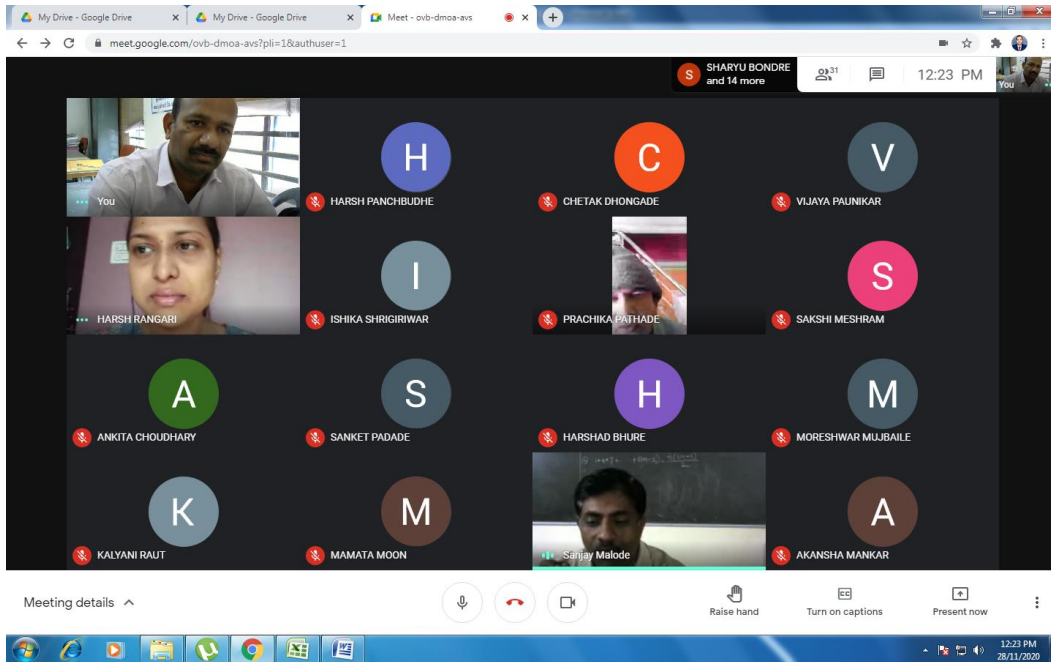 My Drive - Google Drive
My Drive - Google Drive
Meet - ovb-dmoa-avs
meet.google.com/ovb-dmoa-avs?pli=1&authuser=1
S
SHARYU BONDRE
and 14 more
31
12:23 PM
You
You
H
HARSH PANCHBUDHE
C
CHETAK DHONGADE
V
VIJAYA PAUNIKAR
HARSH RANGARI
I
ISHIKA SHRIGIRIWAR
PRACHIKA PATHADE
S
SAKSHI MESHRAM
A
ANKITA CHOUDHARY
S
SANKET PADADE
H
HARSHAD BHURE
M
MORESHWAR MUJBAILE
K
KALYANI RAUT
M
MAMATA MOON
Sanjay Malode
A
AKANSHA MANKAR
Meeting details
Raise hand
CC
Turn on captions
Present now
12:23 PM
28/11/2020